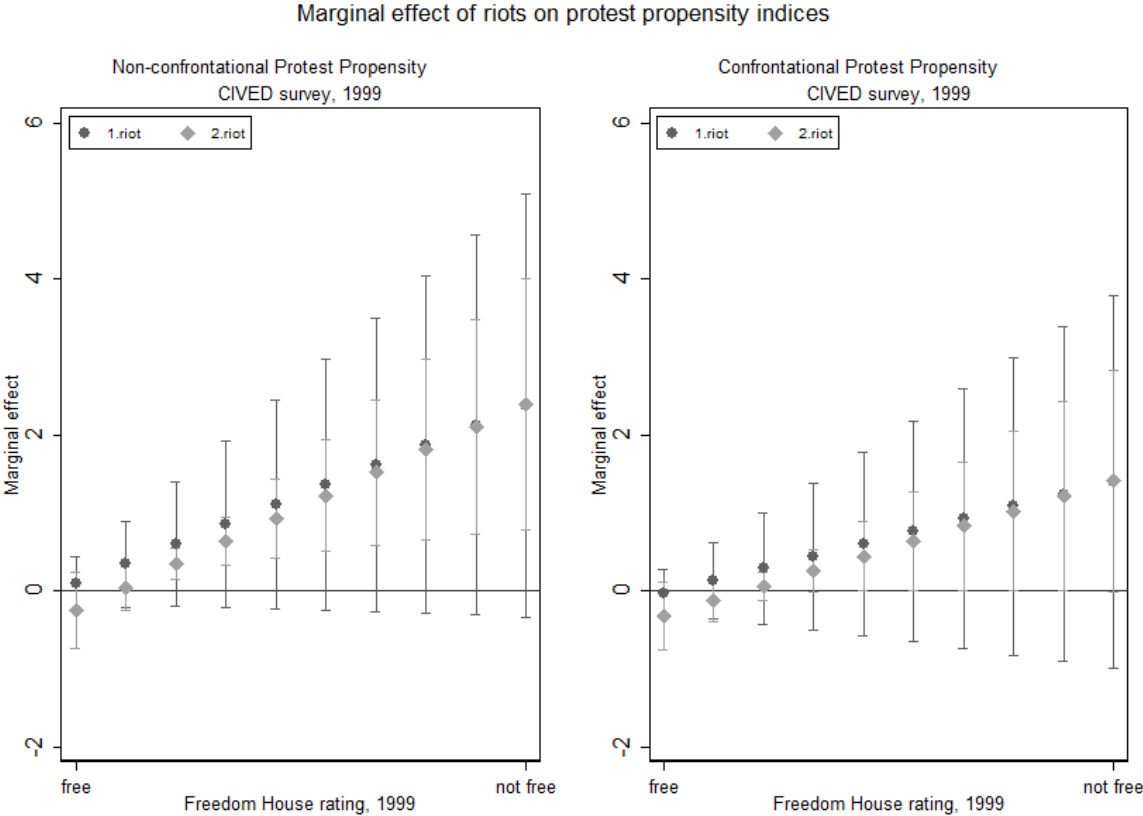 Marginal effect of riots on protest propensity indices
Non-confrontational Protest Propensity
CIVED survey, 1999
1.riot 2.riot
6
4
2
0
-2
Marginal effect
free not free
Freedom House rating, 1999
Confrontational Protest Propensity
CIVED survey, 1999
1.riot 2.riot
6
4
2
0
-2
Marginal effect
free not free
Freedom House rating, 1999